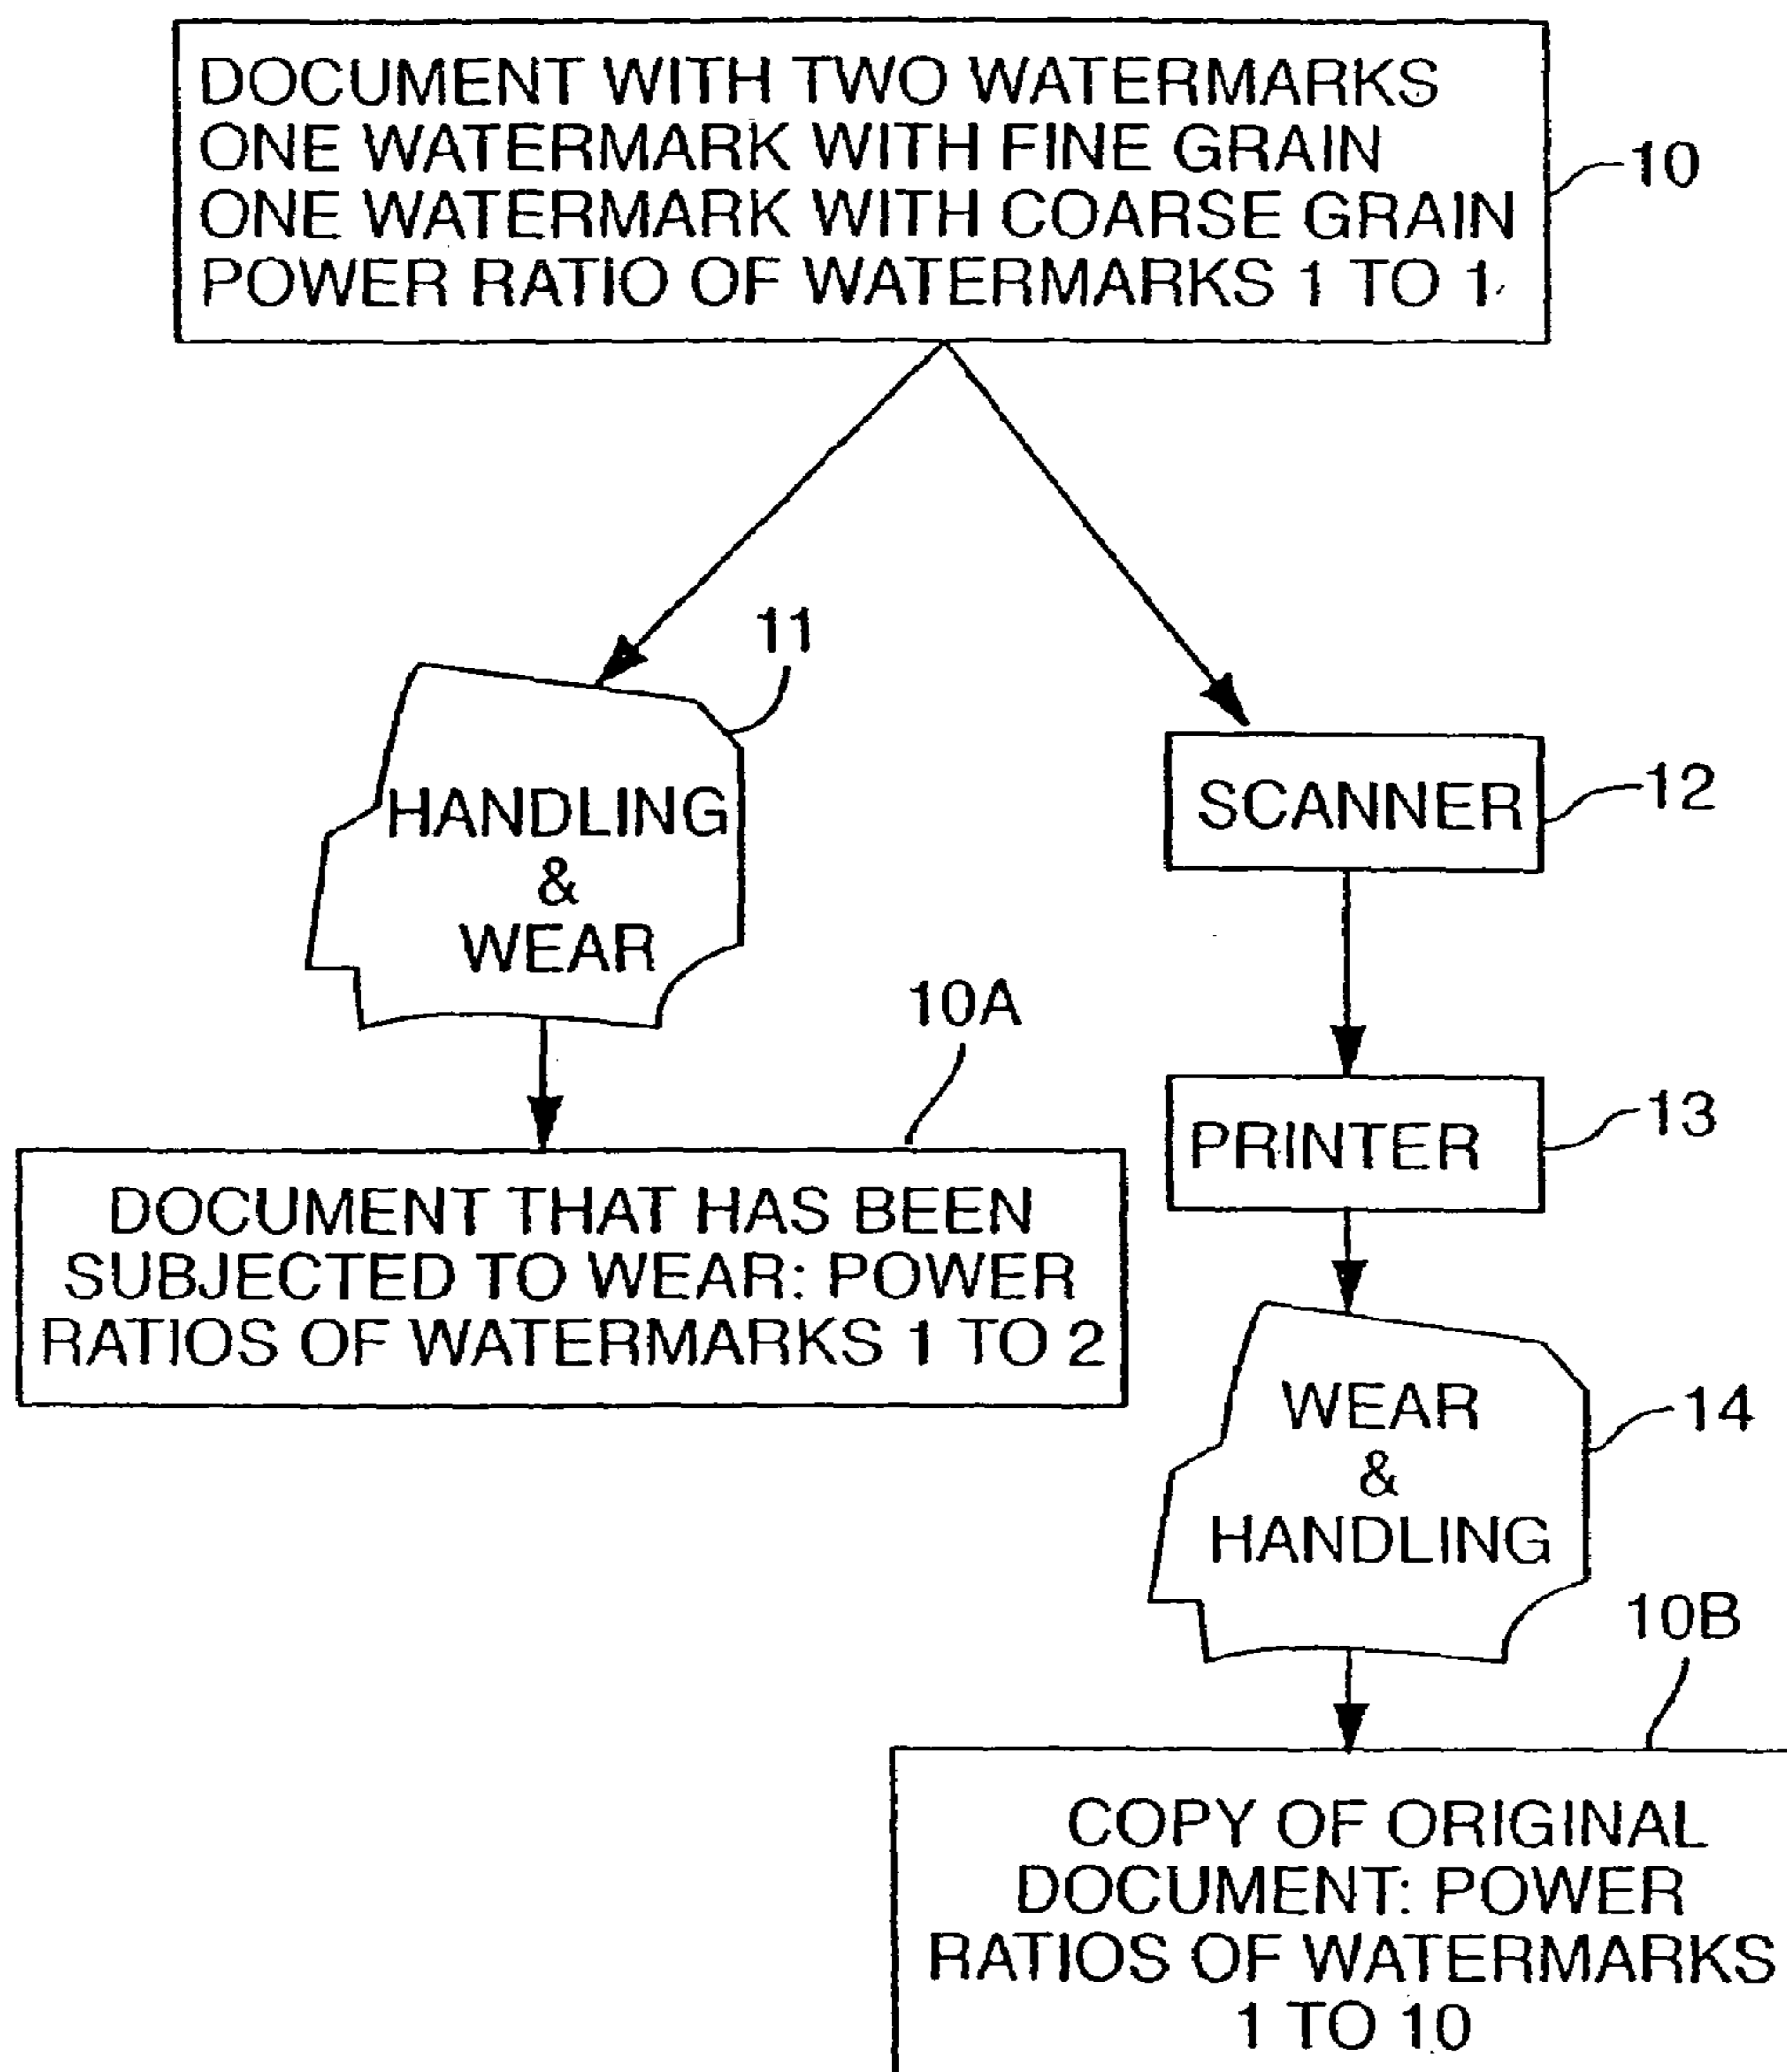 DOCUMENT WITH TWO WATERMARKS
ONE WATERMARK WITH FINE GRAIN
ONE WATERMARK WITH COARSE GRAIN
POWER RATIO OF WATERMARKS 1 TO 1
10
11
HANDLING
&
WEAR
SCANNER
12
10A
PRINTER
13
DOCUMENT THAT HAS BEEN
SUBJECTED TO WEAR: POWER
RATIOS OF WATERMARKS 1 TO 2
WEAR
&
HANDLING
14
10B
COPY OF ORIGINAL
DOCUMENT: POWER
RATIOS OF WATERMARKS
1 TO 10